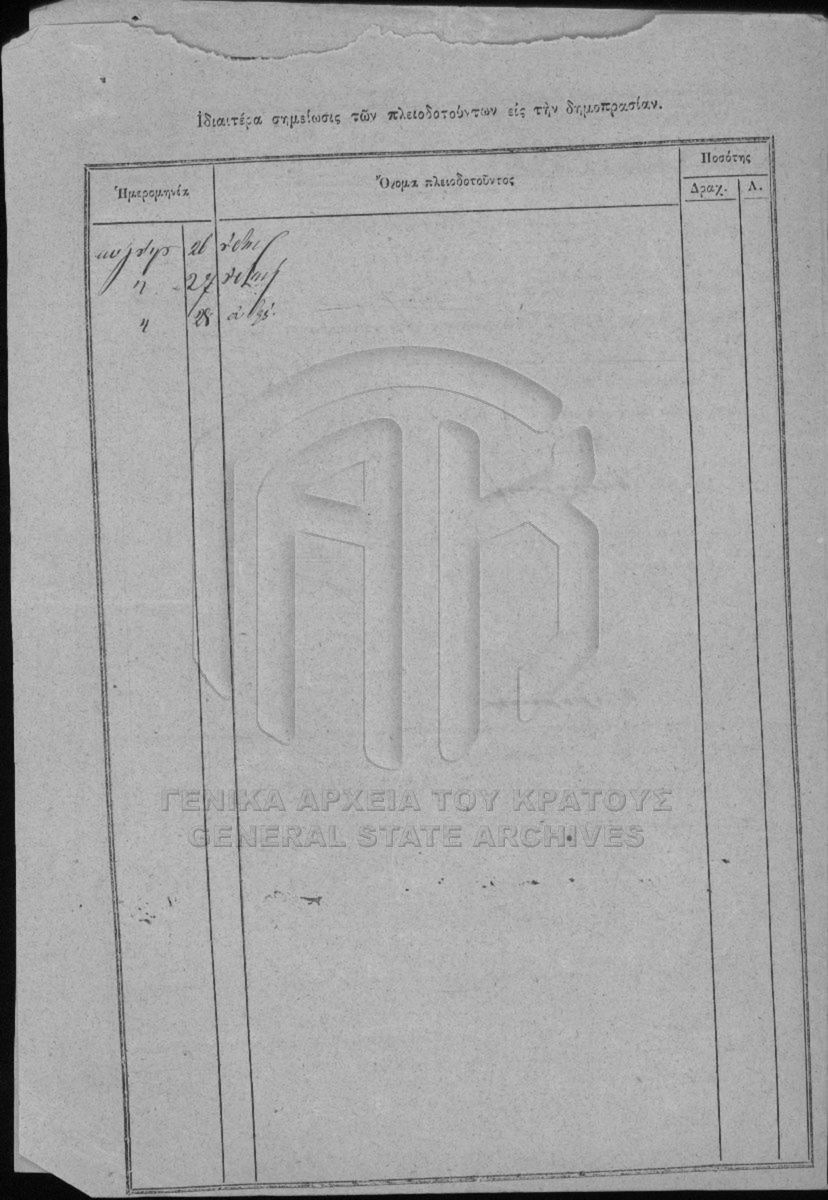 Ἰδιαιτέρα σημείωσις τῶν πλειοδοτούντων εἰς τὴν δημοπρασίαν.
Ἡμερομηνία Ὄνομα πλειοδοτοῦντος Ποσότης
Δραχ. Λ.
26
" 27
" 28
ΓΕΝΙΚΑ ΑΡΧΕΙΑ ΤΟΥ ΚΡΑΤΟΥΣ
GENERAL STATE ARCHIVES